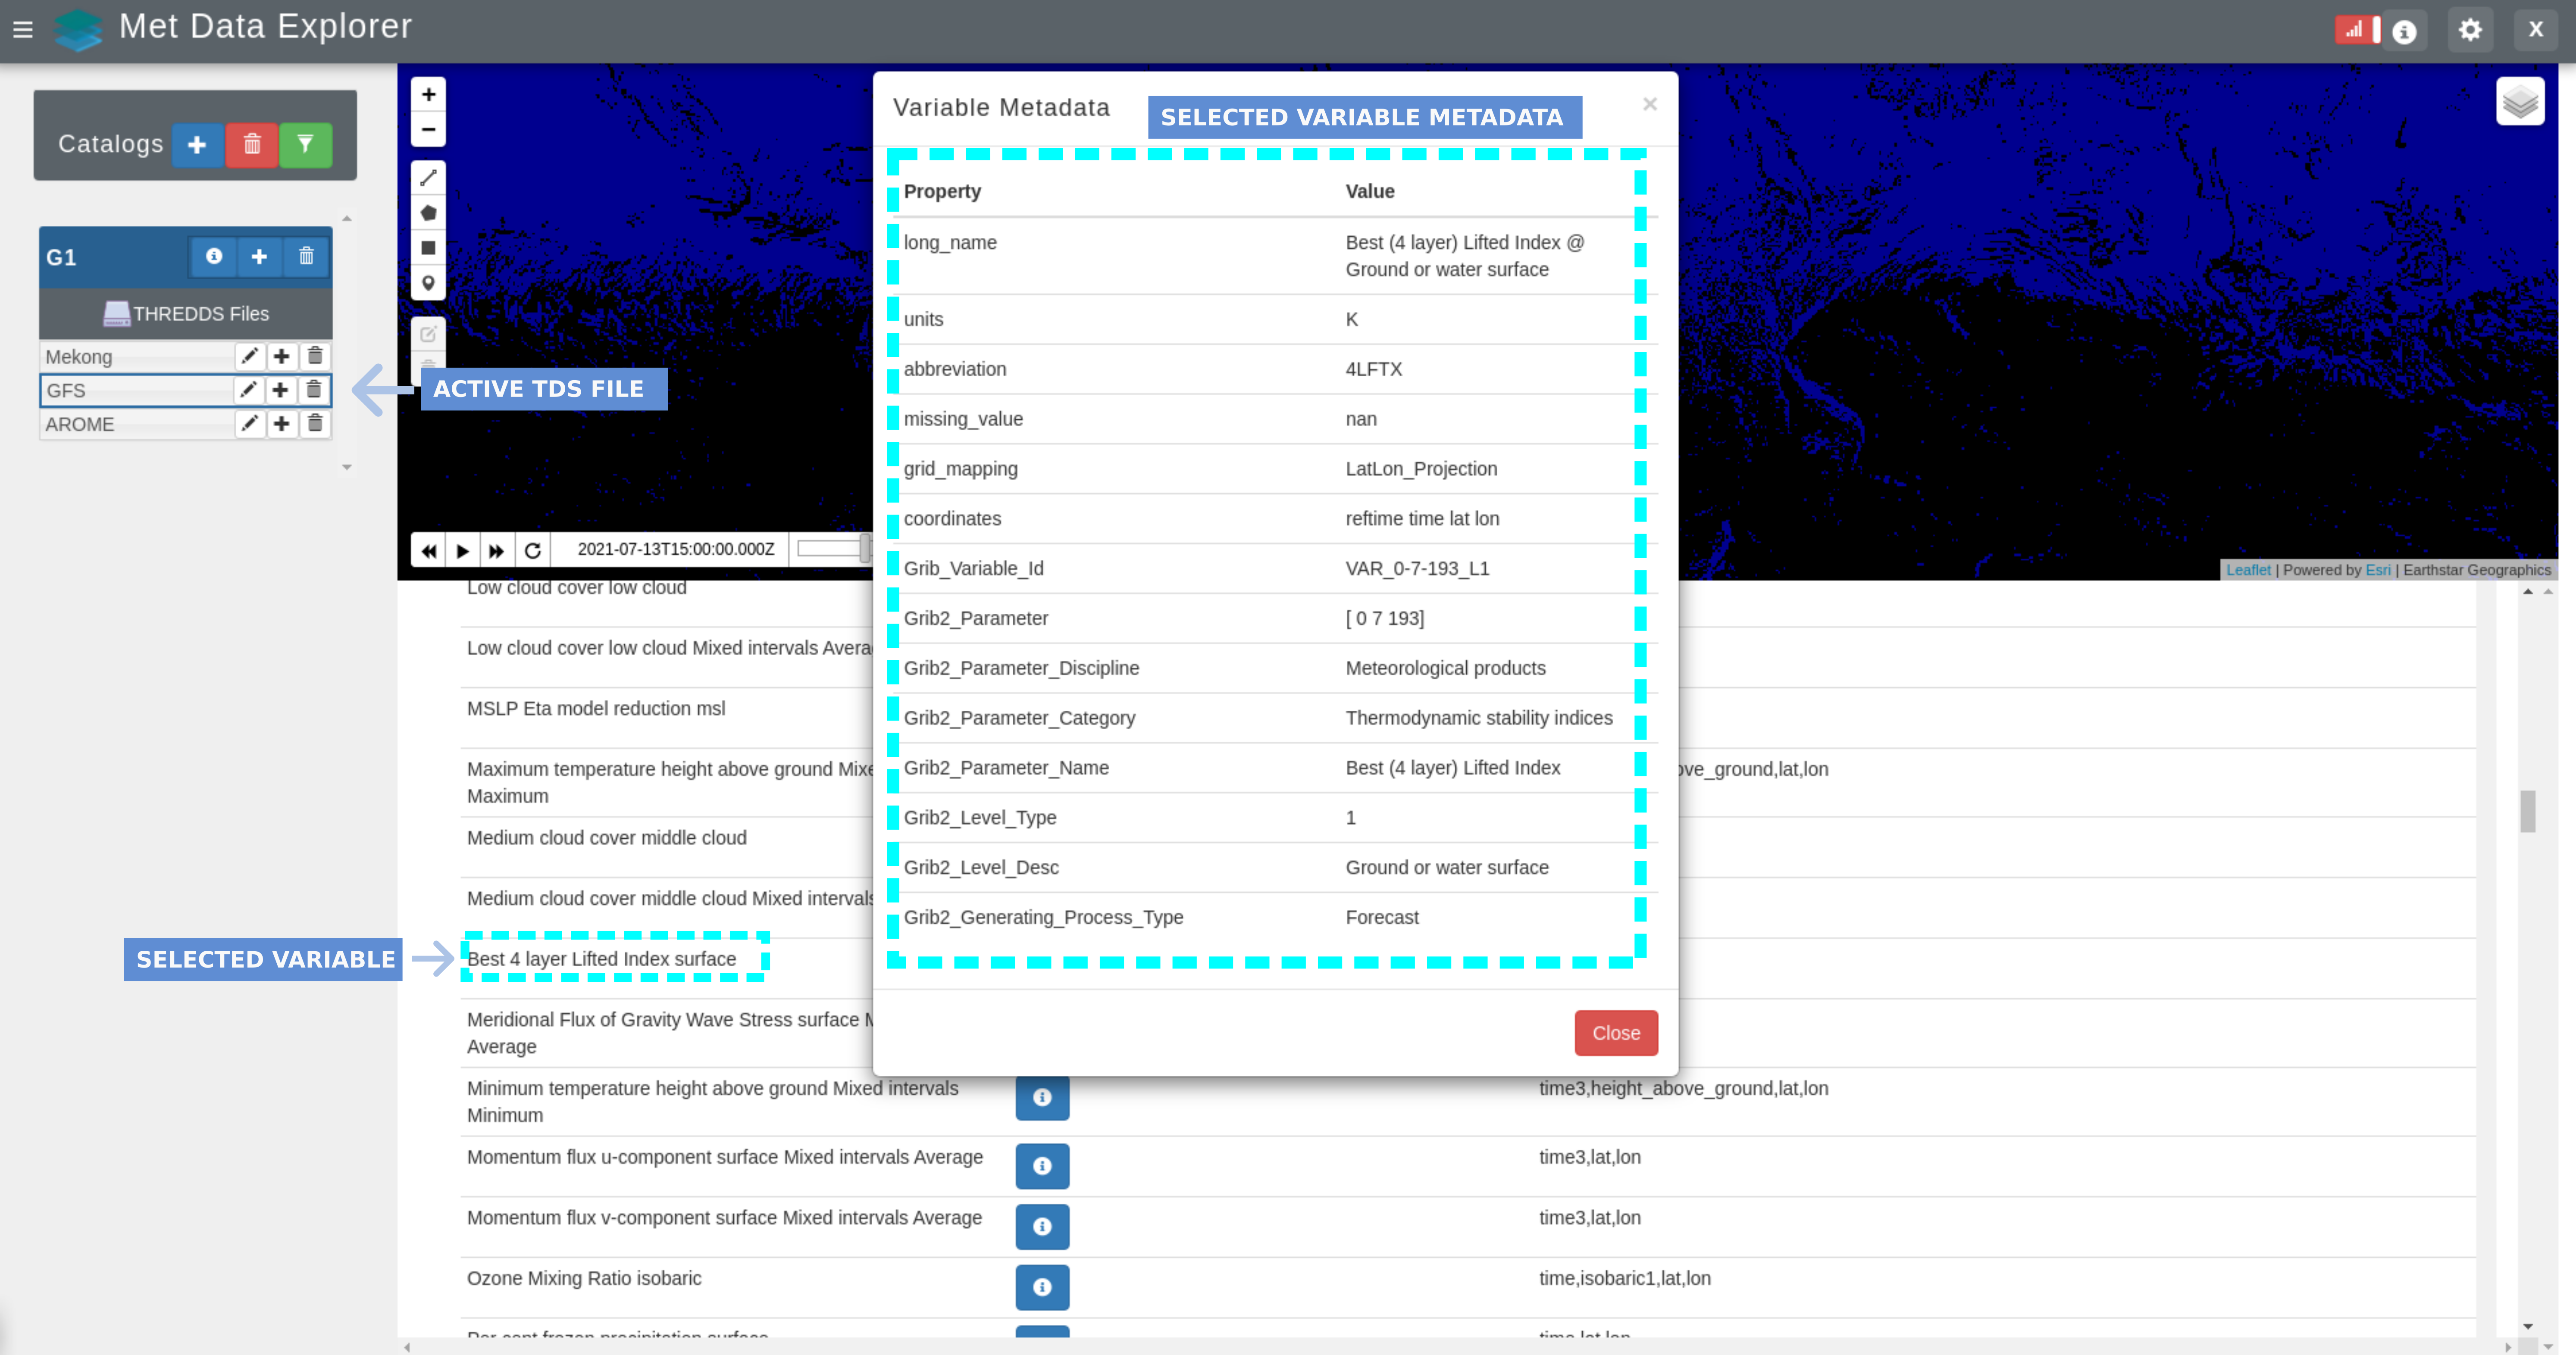 Met Data Explorer
X
Catalogs
G1
THREDDS Files
Mekong
GFS
AROME
ACTIVE TDS FILE
+
−
2021-07-13T15:00:00.000Z
Leaflet | Powered by Esri | Earthstar Geographics
Variable Metadata
SELECTED VARIABLE METADATA
×
Property Value
long_name Best (4 layer) Lifted Index @
Ground or water surface
units K
abbreviation 4LFTX
missing_value nan
grid_mapping LatLon_Projection
coordinates reftime time lat lon
Grib_Variable_Id VAR_0-7-193_L1
Grib2_Parameter [ 0 7 193]
Grib2_Parameter_Discipline Meteorological products
Grib2_Parameter_Category Thermodynamic stability indices
Grib2_Parameter_Name Best (4 layer) Lifted Index
Grib2_Level_Type 1
Grib2_Level_Desc Ground or water surface
Grib2_Generating_Process_Type Forecast
Close
Low cloud cover low cloud
Low cloud cover low cloud Mixed intervals
MSLP Eta model reduction msl
Maximum temperature height above ground
Maximum
ove_ground,lat,lon
Medium cloud cover middle cloud
Medium cloud cover middle cloud Mixed intervals
SELECTED VARIABLE
Best 4 layer Lifted Index surface
Meridional Flux of Gravity Wave Stress surface
Average
Minimum temperature height above ground Mixed intervals
Minimum
time3,height_above_ground,lat,lon
Momentum flux u-component surface Mixed intervals Average time3,lat,lon
Momentum flux v-component surface Mixed intervals Average time3,lat,lon
Ozone Mixing Ratio isobaric time,isobaric1,lat,lon